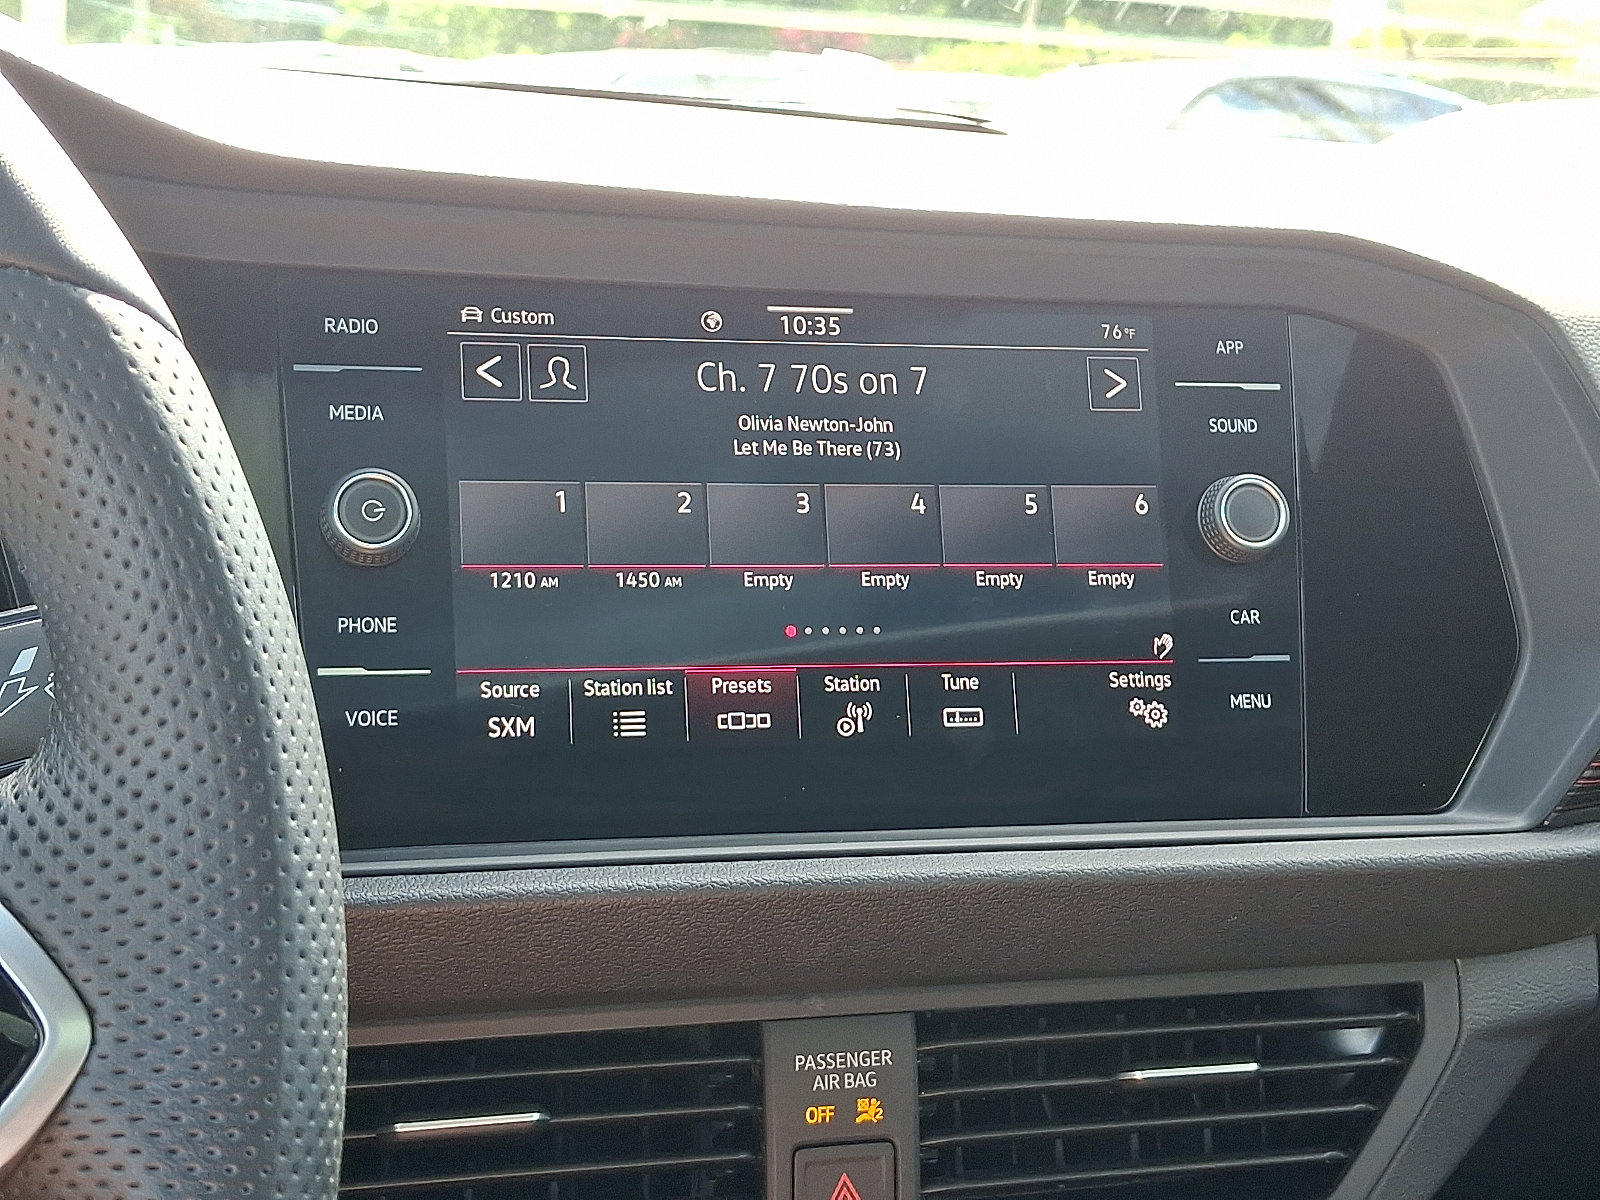 RADIO
MEDIA
PHONE
VOICE
Custom
10:35
76°F
Ch. 7 70s on 7
Olivia Newton-John
Let Me Be There (73)
1 2 3 4 5 6
1210 AM 1450 AM Empty Empty Empty Empty
Source Station list Presets Station Tune Settings
SXM
APP
SOUND
CAR
MENU
PASSENGER
AIR BAG
OFF
2